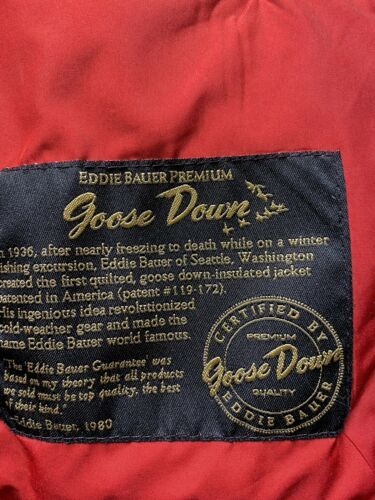 EDDIE BAUER PREMIUM
Goose Down
n 1936, after nearly freezing to death while on a winter
ishing excursion, Eddie Bauer of Seattle, Washington
created the first quilted, goose down-insulated jacket
patented in America (patent #119-172).
His ingenious idea revolutionized
cold-weather gear and made the
name Eddie Bauer world famous.
"The 'Eddie Bauer Guarantee' was
based on my theory that all products
we sold must be top quality, the best
of their kind."
Eddie Bauer, 1980
CERTIFIED BY
PREMIUM
Goose Down
QUALITY
EDDIE BAUER